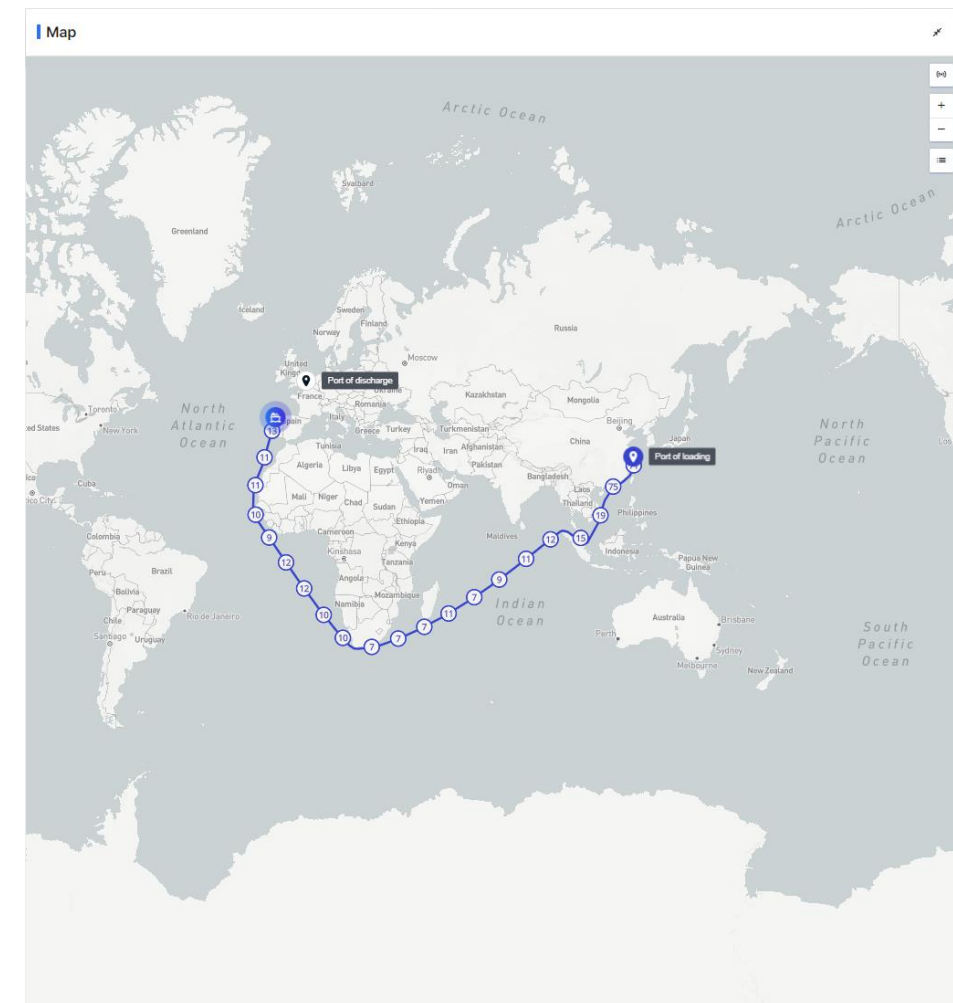 Map
Arctic Ocean
Svalbard
Arctic Ocean
Greenland
Iceland
Sweden
Finland
Norway
Russia
Moscow
United
Port of discharge
Ukraine
France
Kazakhstan
Mongolia
Romania
Toronto
North
Atlantic
Ocean
Italy
Greece
Turkey
Turkmenistan
Beijing
North
Pacific
Ocean
ted States
New York
13
Tunisia
China
Japan
11
Algeria
Libya
Egypt
Iraq
Iran
Afghanistan
Pakistan
Riyadh
Port of loading
Cuba
11
Oman
Bangladesh
75
Laos
Mali
Niger
Chad
Sudan
Yemen
Thailand
Philippines
10
19
Ethiopia
Colombia
9
Cameroon
Kenya
Maldives
12
15
Kinshasa
Indonesia
Tanzania
11
Papua New
Guinea
Peru
Brazil
12
Angola
9
Bolivia
12
Mozambique
7
Namibia
Indian
Ocean
Paraguay
Chile
Rio de Janeiro
10
11
Australia
Brisbane
Santiago
Uruguay
10
7
7
Perth
Sydney
South
Pacific
Ocean
Melbourne
New Zealand